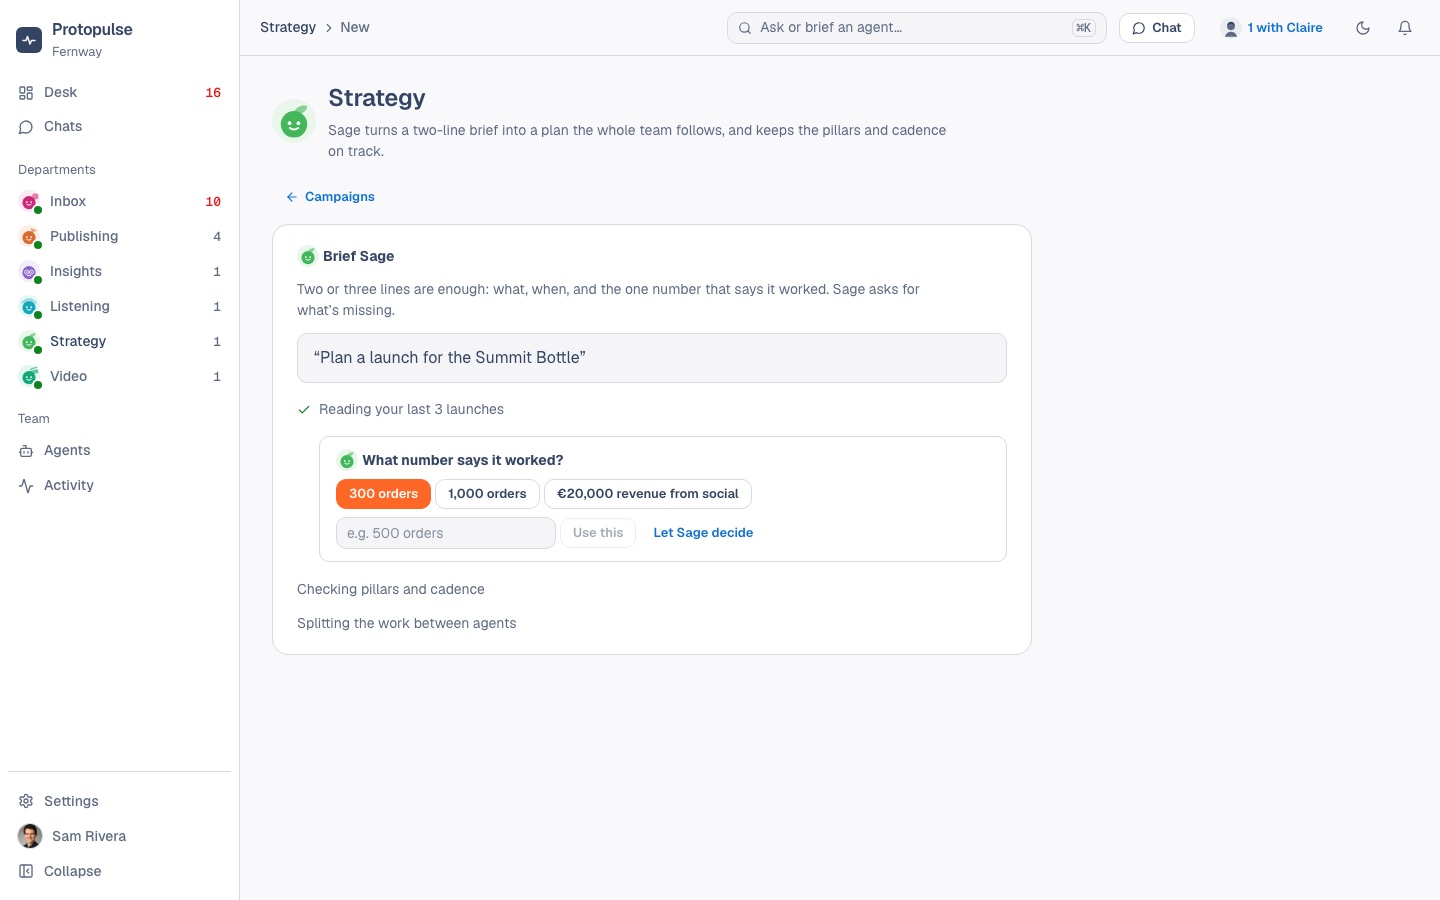 Protopulse
Fernway
Desk 16
Chats
Departments
Inbox 10
Publishing 4
Insights 1
Listening 1
Strategy 1
Video 1
Team
Agents
Activity
Settings
Sam Rivera
Collapse
Strategy > New
Ask or brief an agent… ⌘K
Chat
1 with Claire
Strategy
Sage turns a two-line brief into a plan the whole team follows, and keeps the pillars and cadence
on track.
← Campaigns
Brief Sage
Two or three lines are enough: what, when, and the one number that says it worked. Sage asks for
what’s missing.
“Plan a launch for the Summit Bottle”
Reading your last 3 launches
What number says it worked?
300 orders 1,000 orders €20,000 revenue from social
e.g. 500 orders Use this Let Sage decide
Checking pillars and cadence
Splitting the work between agents